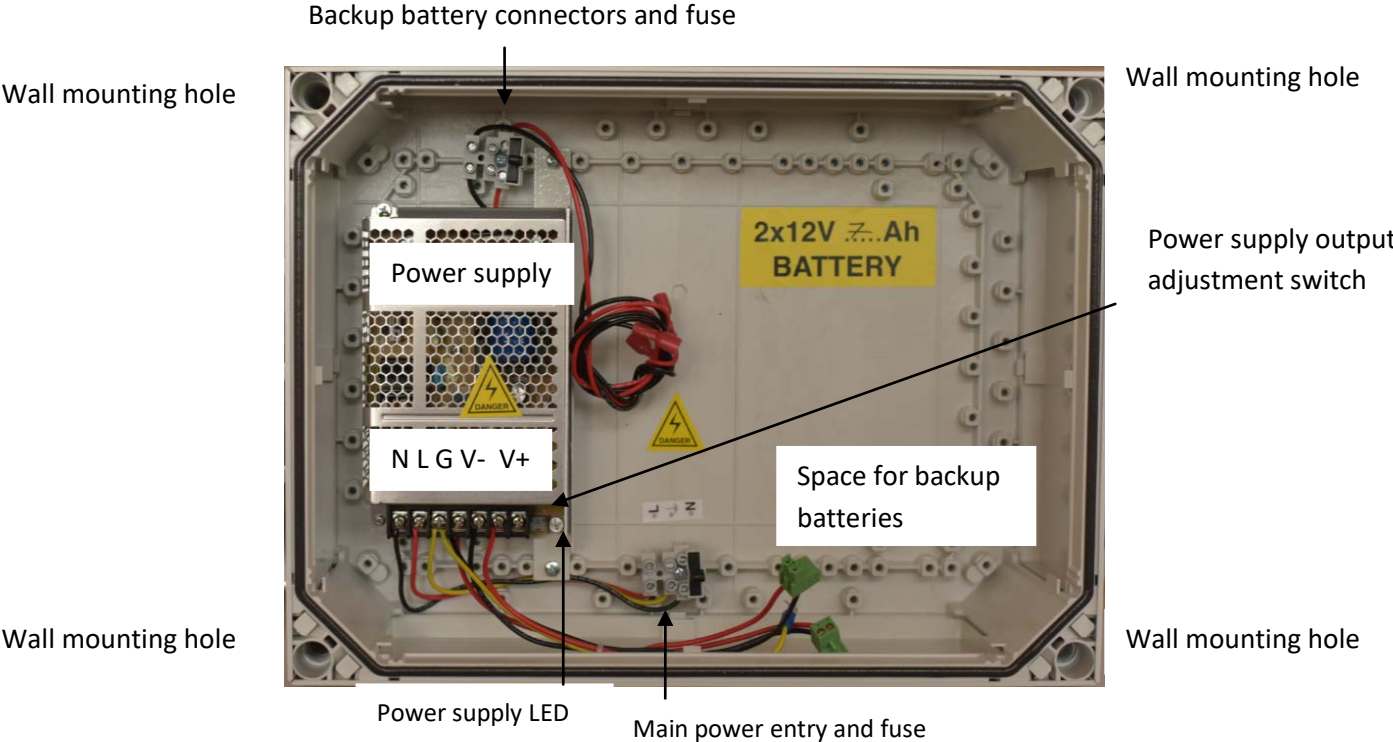 Backup battery connectors and fuse
Wall mounting hole
Wall mounting hole
2x12V 7...Ah
BATTERY
Power supply output
adjustment switch
Power supply
DANGER
DANGER
N L G V- V+
Space for backup
batteries
L ⏚ N
Wall mounting hole
Wall mounting hole
Power supply LED
Main power entry and fuse